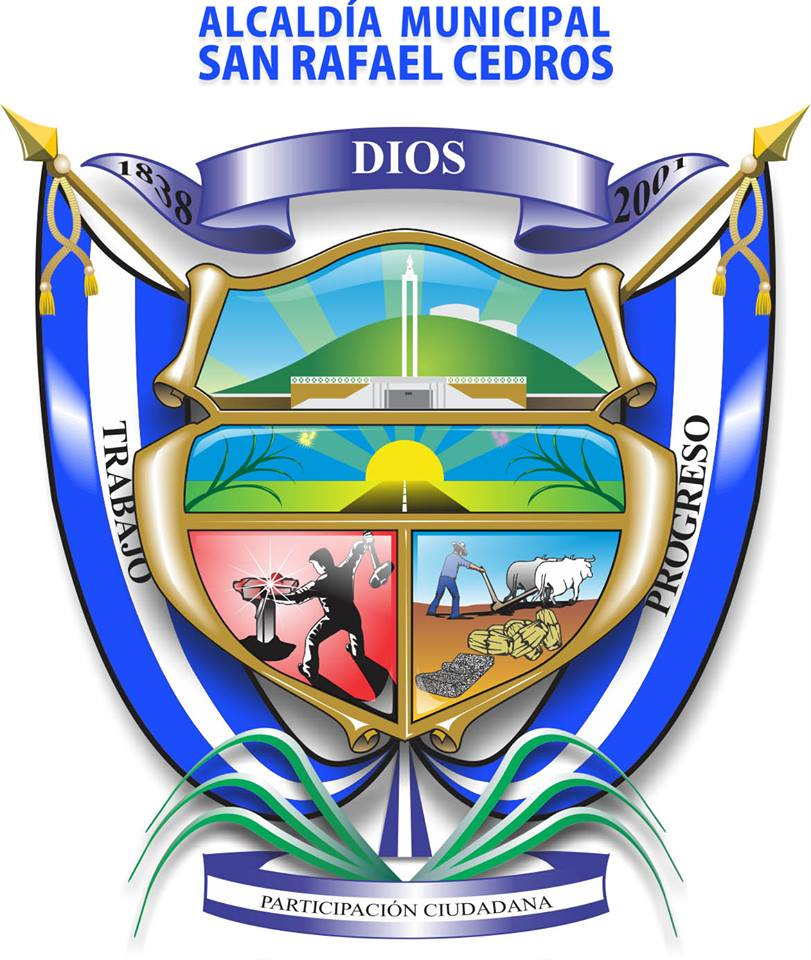 ALCALDÍA MUNICIPAL
SAN RAFAEL CEDROS
1838
DIOS
2001
TRABAJO
PROGRESO
PARTICIPACIÓN CIUDADANA